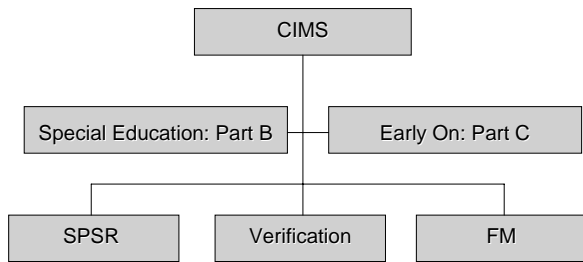 CIMS
Special Education: Part B
Early On: Part C
SPSR
Verification
FM